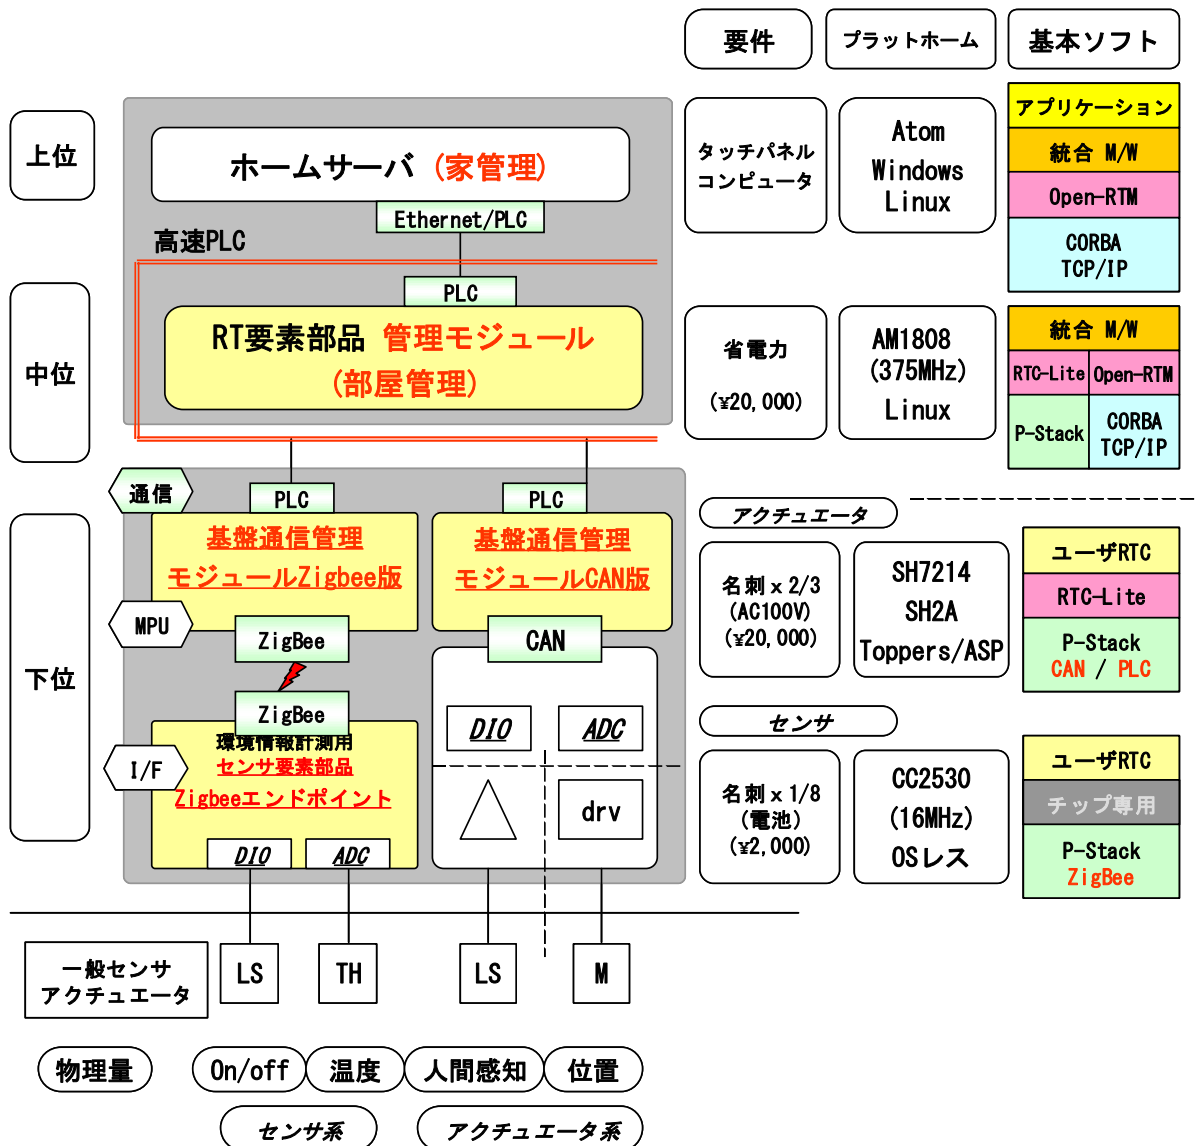 要件
プラットホーム
基本ソフト
上位
ホームサーバ (家管理)
Ethernet/PLC
高速PLC
タッチパネル
コンピュータ
Atom
Windows
Linux
アプリケーション
統合 M/W
Open-RTM
CORBA
TCP/IP
中位
PLC
RT要素部品 管理モジュール
(部屋管理)
省電力
(¥20,000)
AM1808
(375MHz)
Linux
統合 M/W
RTC-Lite
Open-RTM
P-Stack
CORBA
TCP/IP
下位
通信
MPU
I/F
PLC
基盤通信管理
モジュールZigbee版
ZigBee
ZigBee
環境情報計測用
センサ要素部品
Zigbeeエンドポイント
DIO
ADC
PLC
基盤通信管理
モジュールCAN版
CAN
DIO
ADC
drv
アクチュエータ
名刺 x 2/3
(AC100V)
(¥20,000)
SH7214
SH2A
Toppers/ASP
ユーザRTC
RTC-Lite
P-Stack
CAN / PLC
センサ
名刺 x 1/8
(電池)
(¥2,000)
CC2530
(16MHz)
OSレス
ユーザRTC
チップ専用
P-Stack
ZigBee
一般センサ
アクチュエータ
LS
TH
LS
M
物理量
On/off
温度
人間感知
位置
センサ系
アクチュエータ系